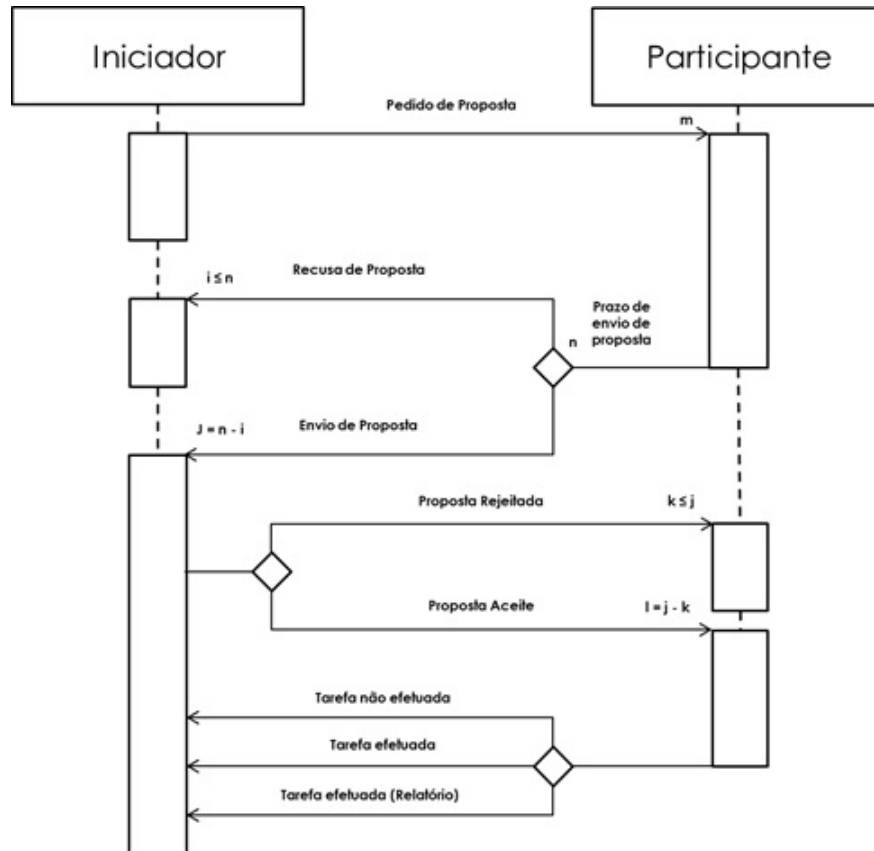 Iniciador
Participante
Pedido de Proposta
m
Recusa de Proposta
i ≤ n
Prazo de
envio de
proposta
n
J = n - i
Envio de Proposta
Proposta Rejeitada
k ≤ j
Proposta Aceite
l = j - k
Tarefa não efetuada
Tarefa efetuada
Tarefa efetuada (Relatório)